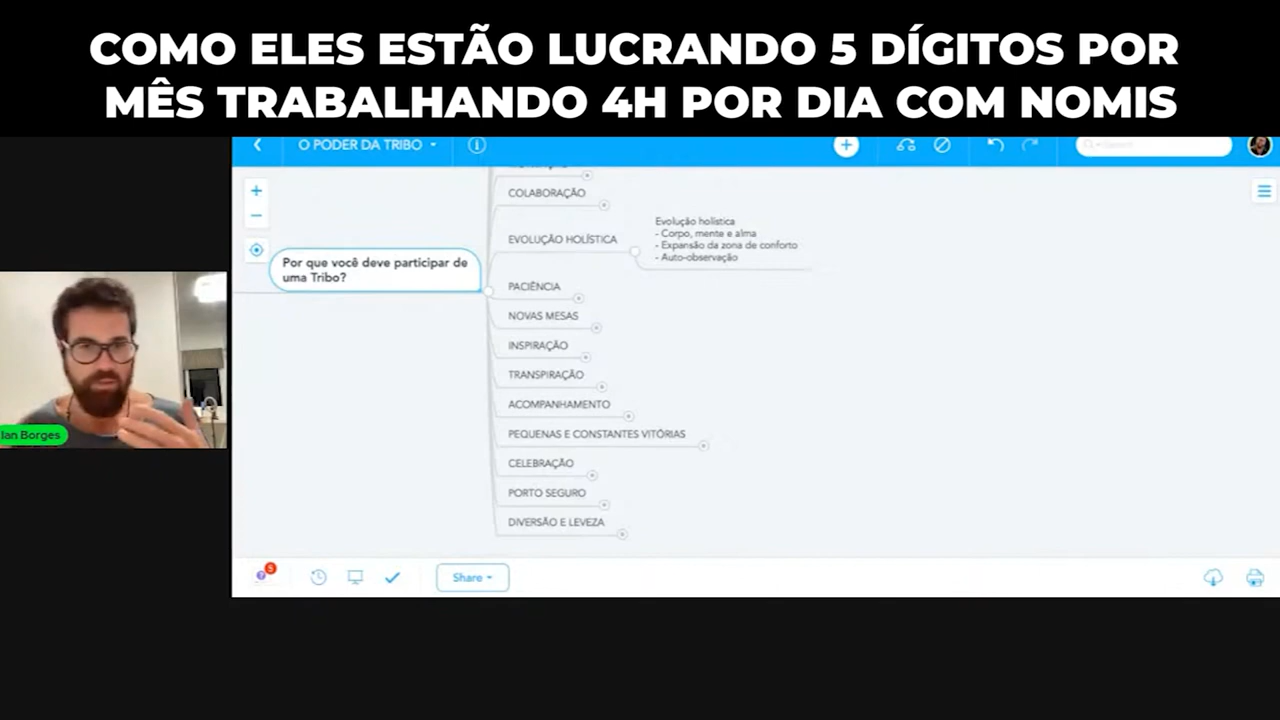 COMO ELES ESTÃO LUCRANDO 5 DÍGITOS POR
MÊS TRABALHANDO 4H POR DIA COM NOMIS
O PODER DA TRIBO
COLABORAÇÃO
Evolução holística
- Corpo, mente e alma
EVOLUÇÃO HOLÍSTICA
- Expansão da zona de conforto
- Auto-observação
Por que você deve participar de
uma Tribo?
PACIÊNCIA
NOVAS MESAS
INSPIRAÇÃO
TRANSPIRAÇÃO
ACOMPANHAMENTO
Ian Borges
PEQUENAS E CONSTANTES VITÓRIAS
CELEBRAÇÃO
PORTO SEGURO
DIVERSÃO E LEVEZA
5
Share